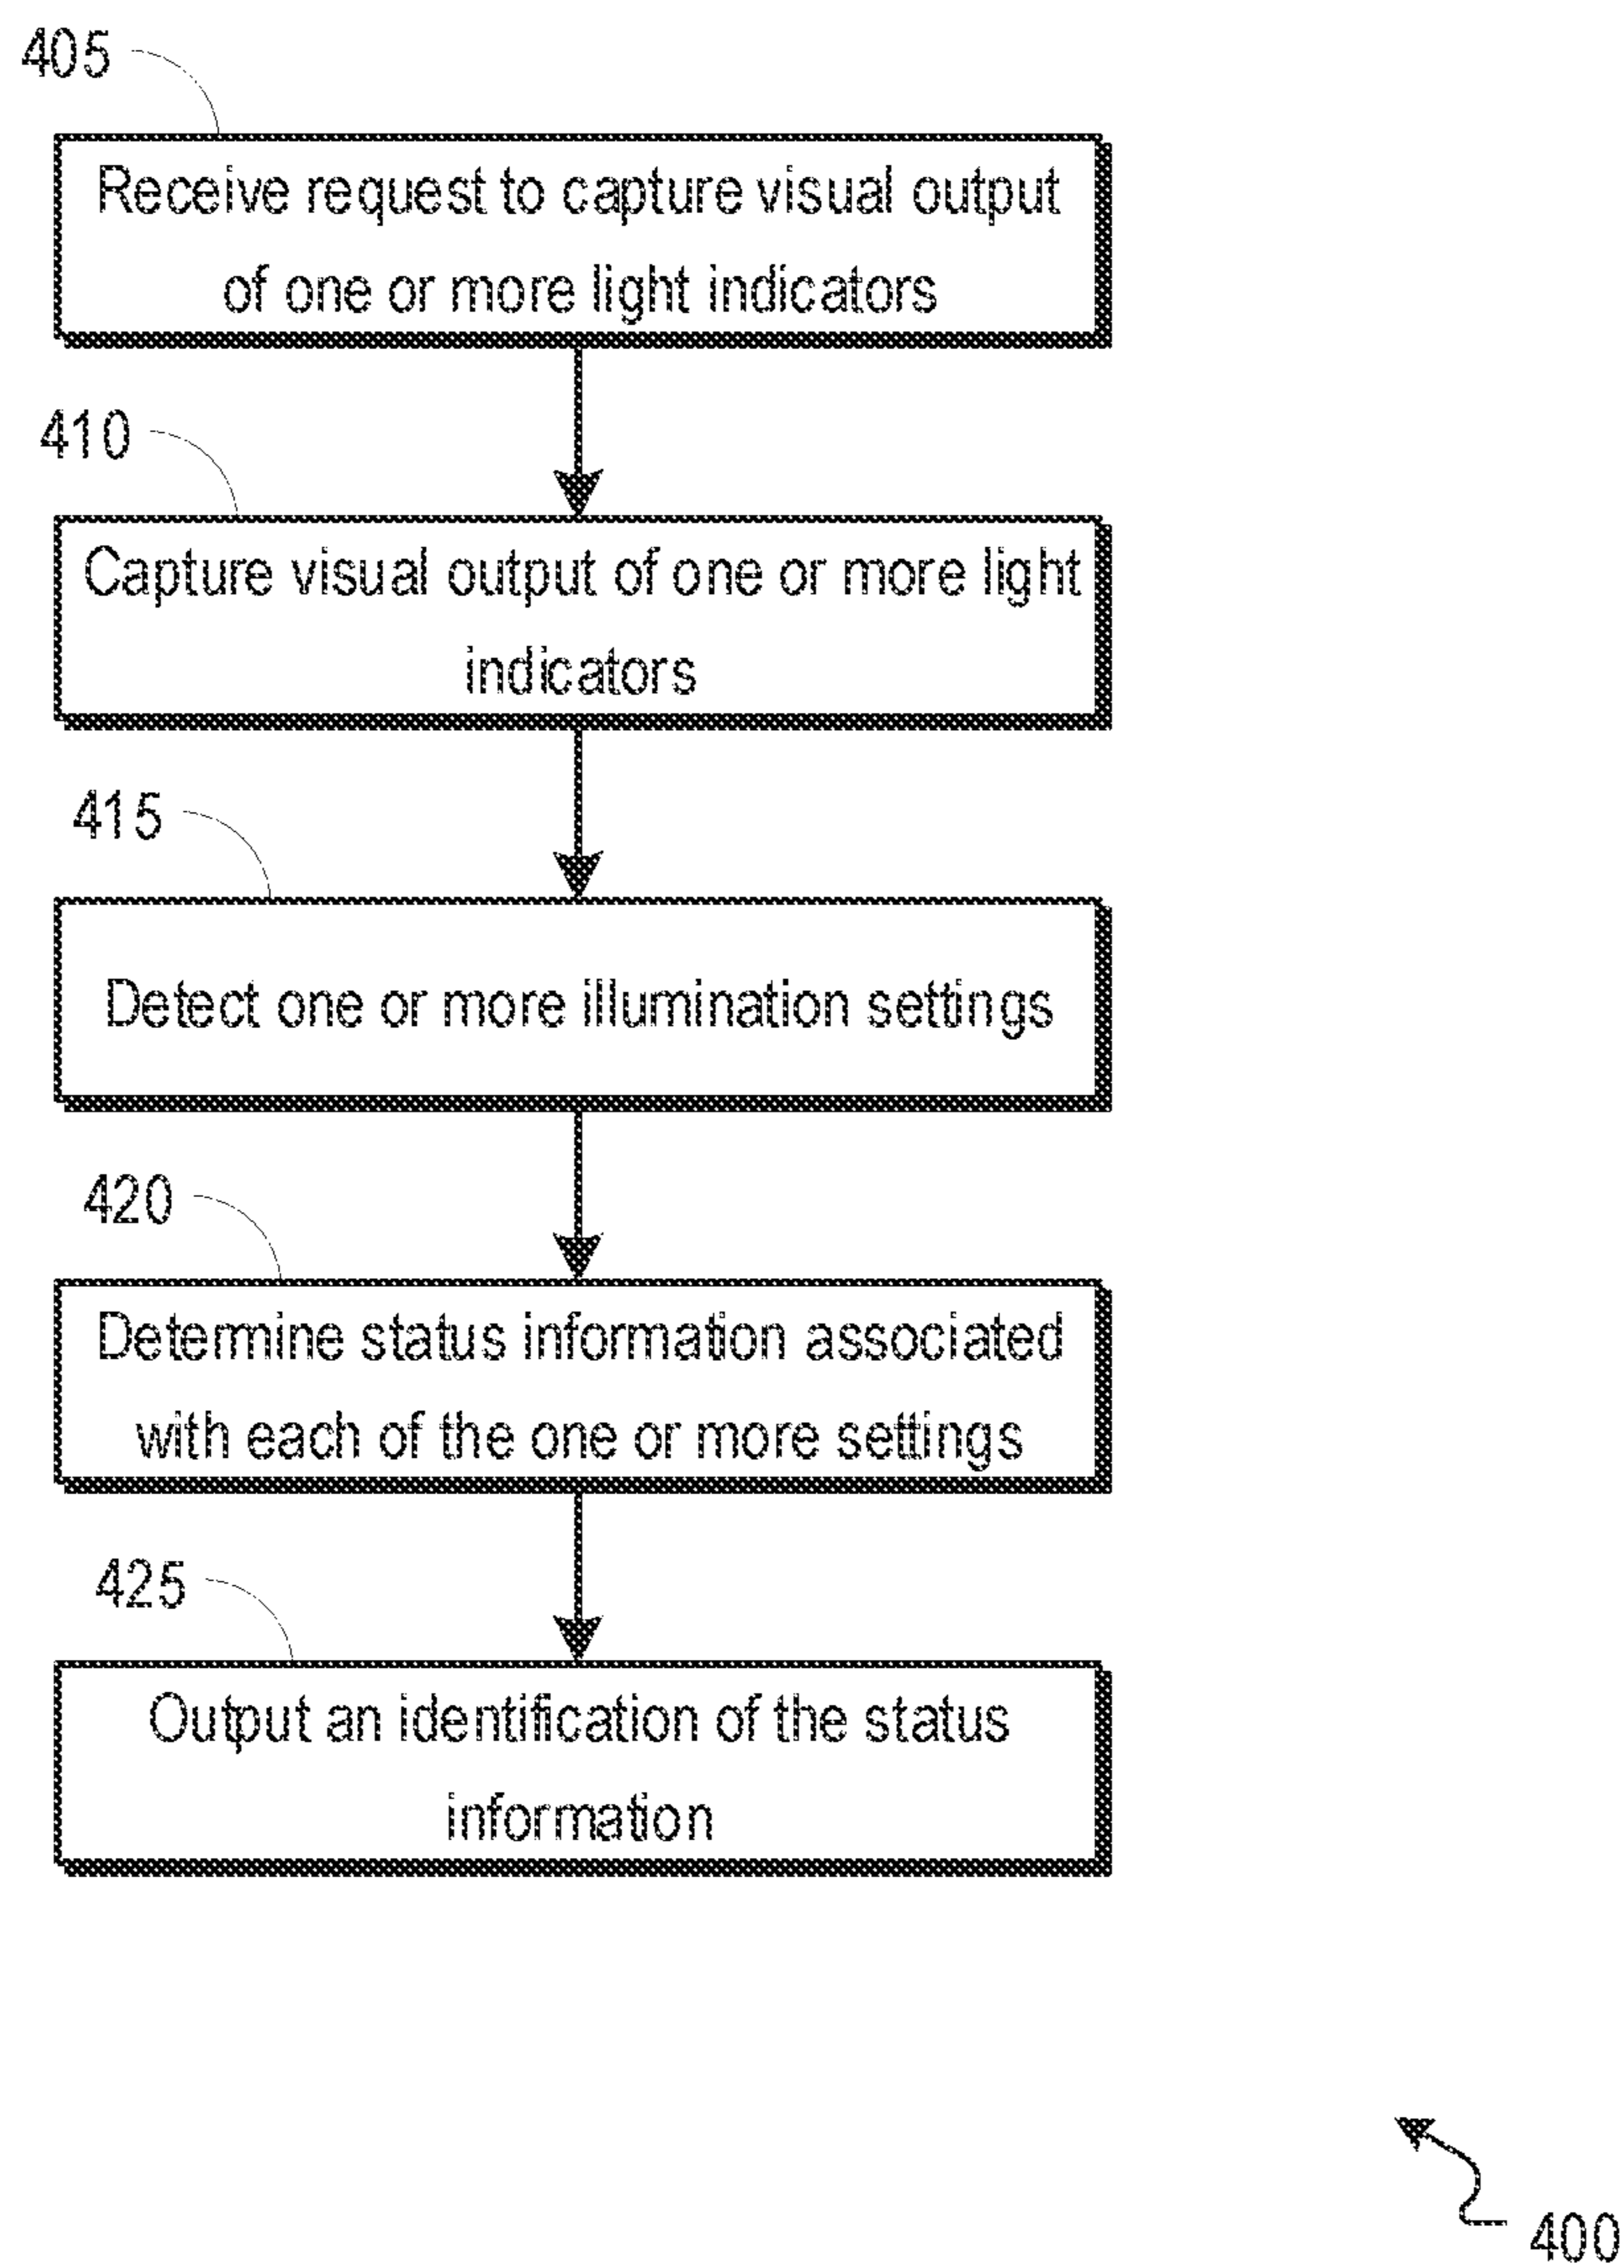 405
Receive request to capture visual output
of one or more light indicators
410
Capture visual output of one or more light
indicators
415
Detect one or more illumination settings
420
Determine status information associated
with each of the one or more settings
425
Output an identification of the status
information
400